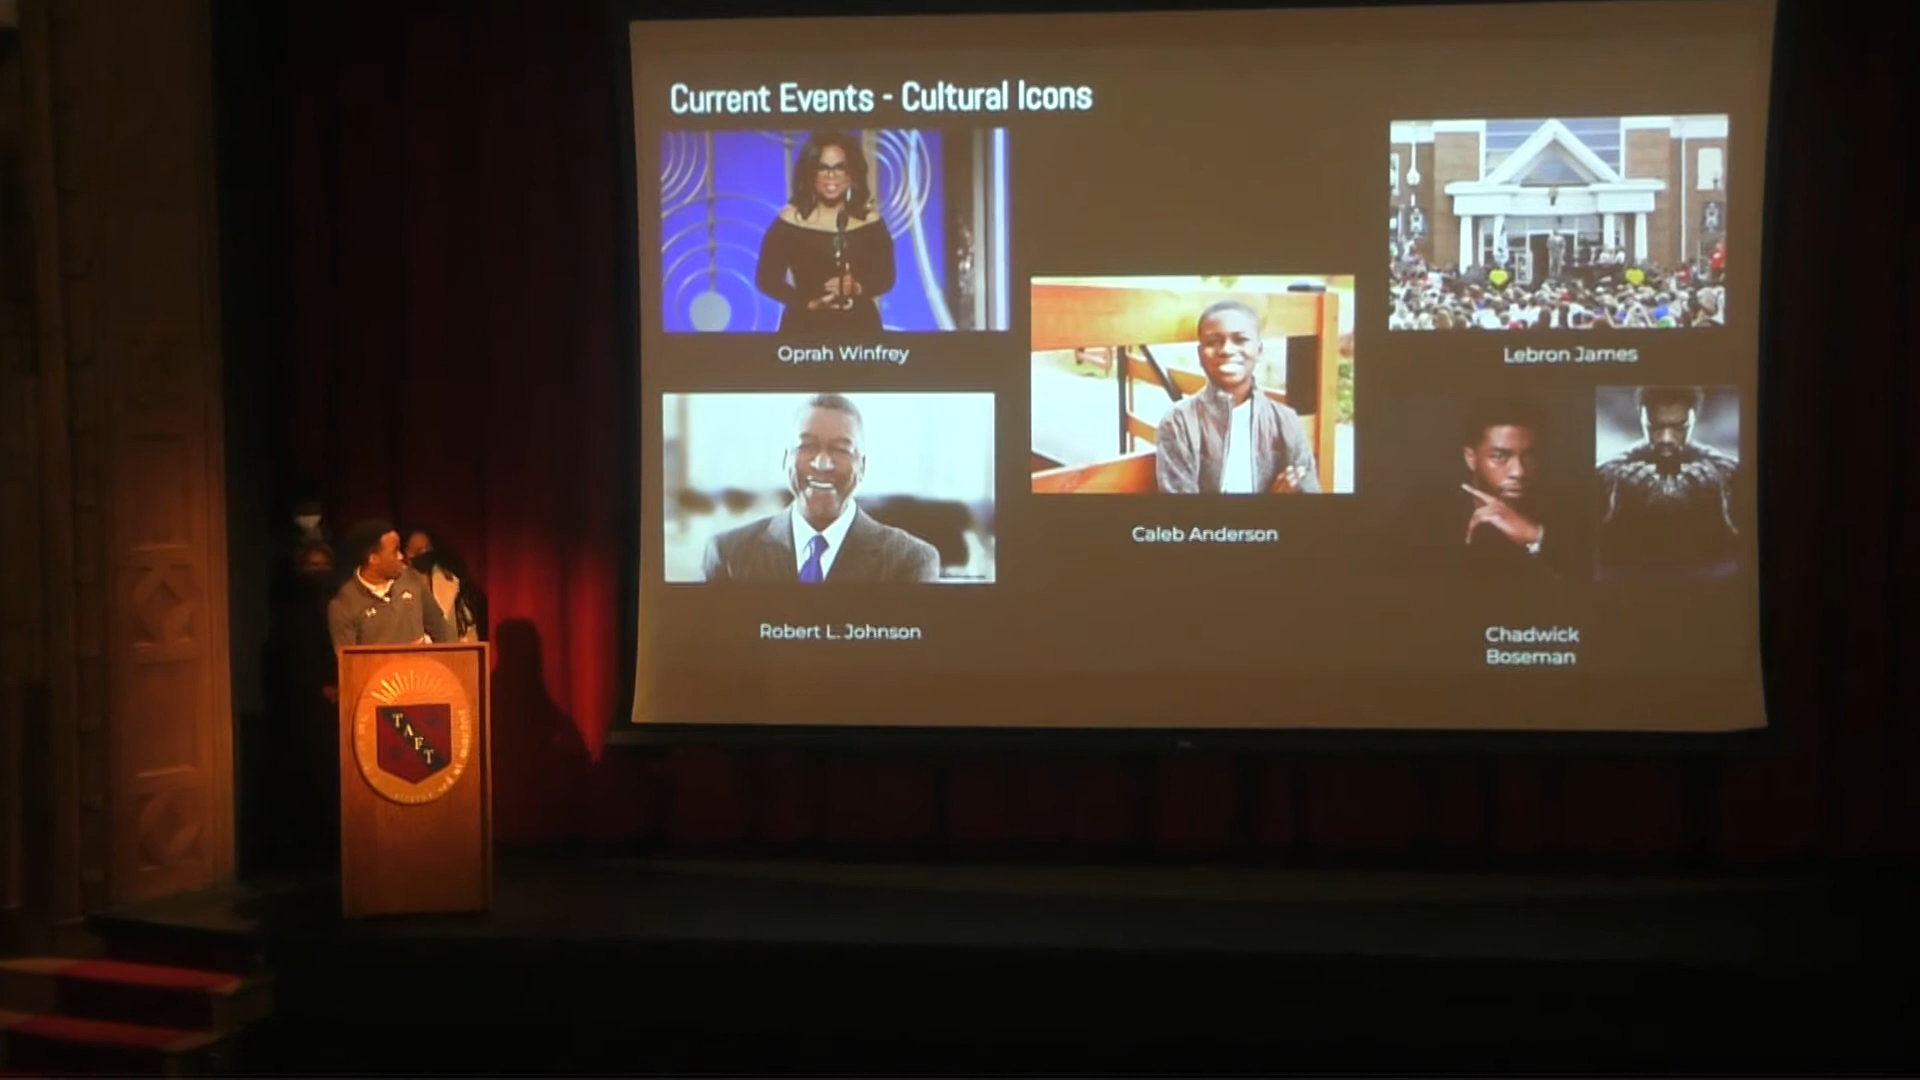 Current Events - Cultural Icons
Oprah Winfrey
Lebron James
Caleb Anderson
Robert L. Johnson
Chadwick
Boseman
TAFT